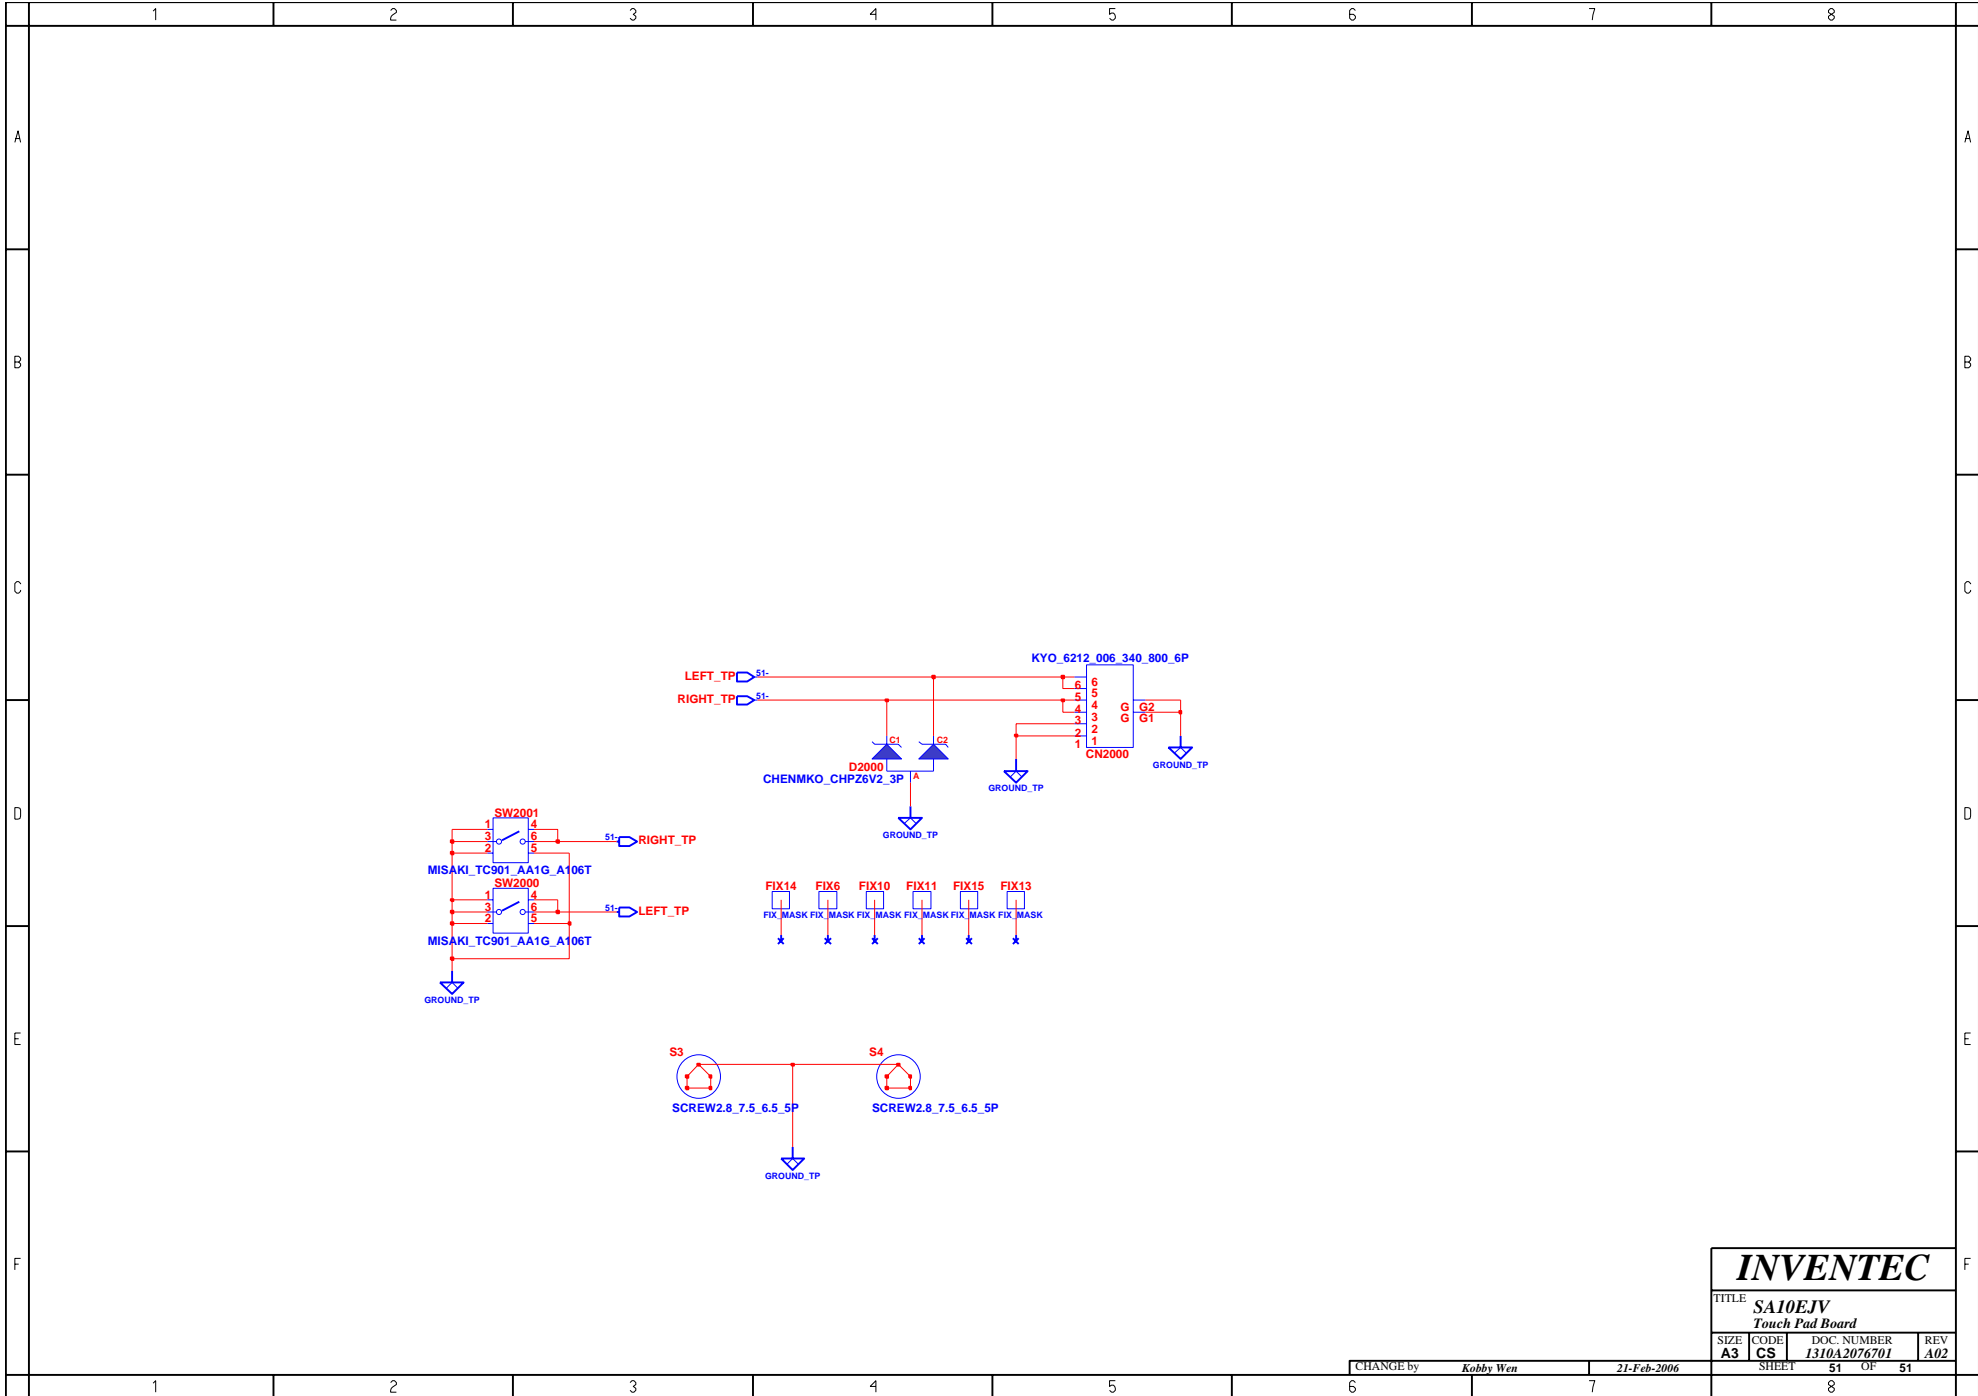 1 2 3 4 5 6 7 8
A A
B B
C C
KYO_6212_006_340_800_6P
LEFT_TP 51-
RIGHT_TP 51-
6 6
5 5
4 4
3 3
2 2
1 1
G G2
G G1
CN2000
C1 C2
D2000
CHENMKO_CHPZ6V2_3P
A
GROUND_TP
GROUND_TP
GROUND_TP
D D
SW2001
1 4
3 6
2 5
51- RIGHT_TP
MISAKI_TC901_AA1G_A106T
SW2000
1 4
3 6
2 5
51- LEFT_TP
MISAKI_TC901_AA1G_A106T
GROUND_TP
FIX14 FIX6 FIX10 FIX11 FIX15 FIX13
FIX_MASK FIX_MASK FIX_MASK FIX_MASK FIX_MASK FIX_MASK
E E
S3 S4
SCREW2.8_7.5_6.5_5P SCREW2.8_7.5_6.5_5P
GROUND_TP
F F
INVENTEC
TITLE SA10EJV
Touch Pad Board
SIZE CODE DOC. NUMBER REV
A3 CS 1310A2076701 A02
CHANGE by Kobby Wen 21-Feb-2006 SHEET 51 OF 51
1 2 3 4 5 6 7 8